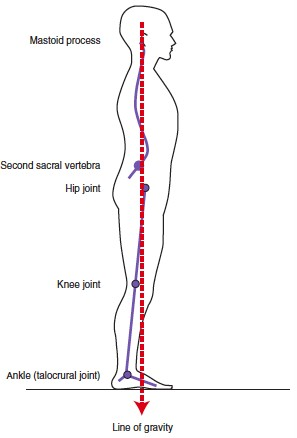 Mastoid process
Second sacral vertebra
Hip joint
Knee joint
Ankle (talocrural joint)
Line of gravity